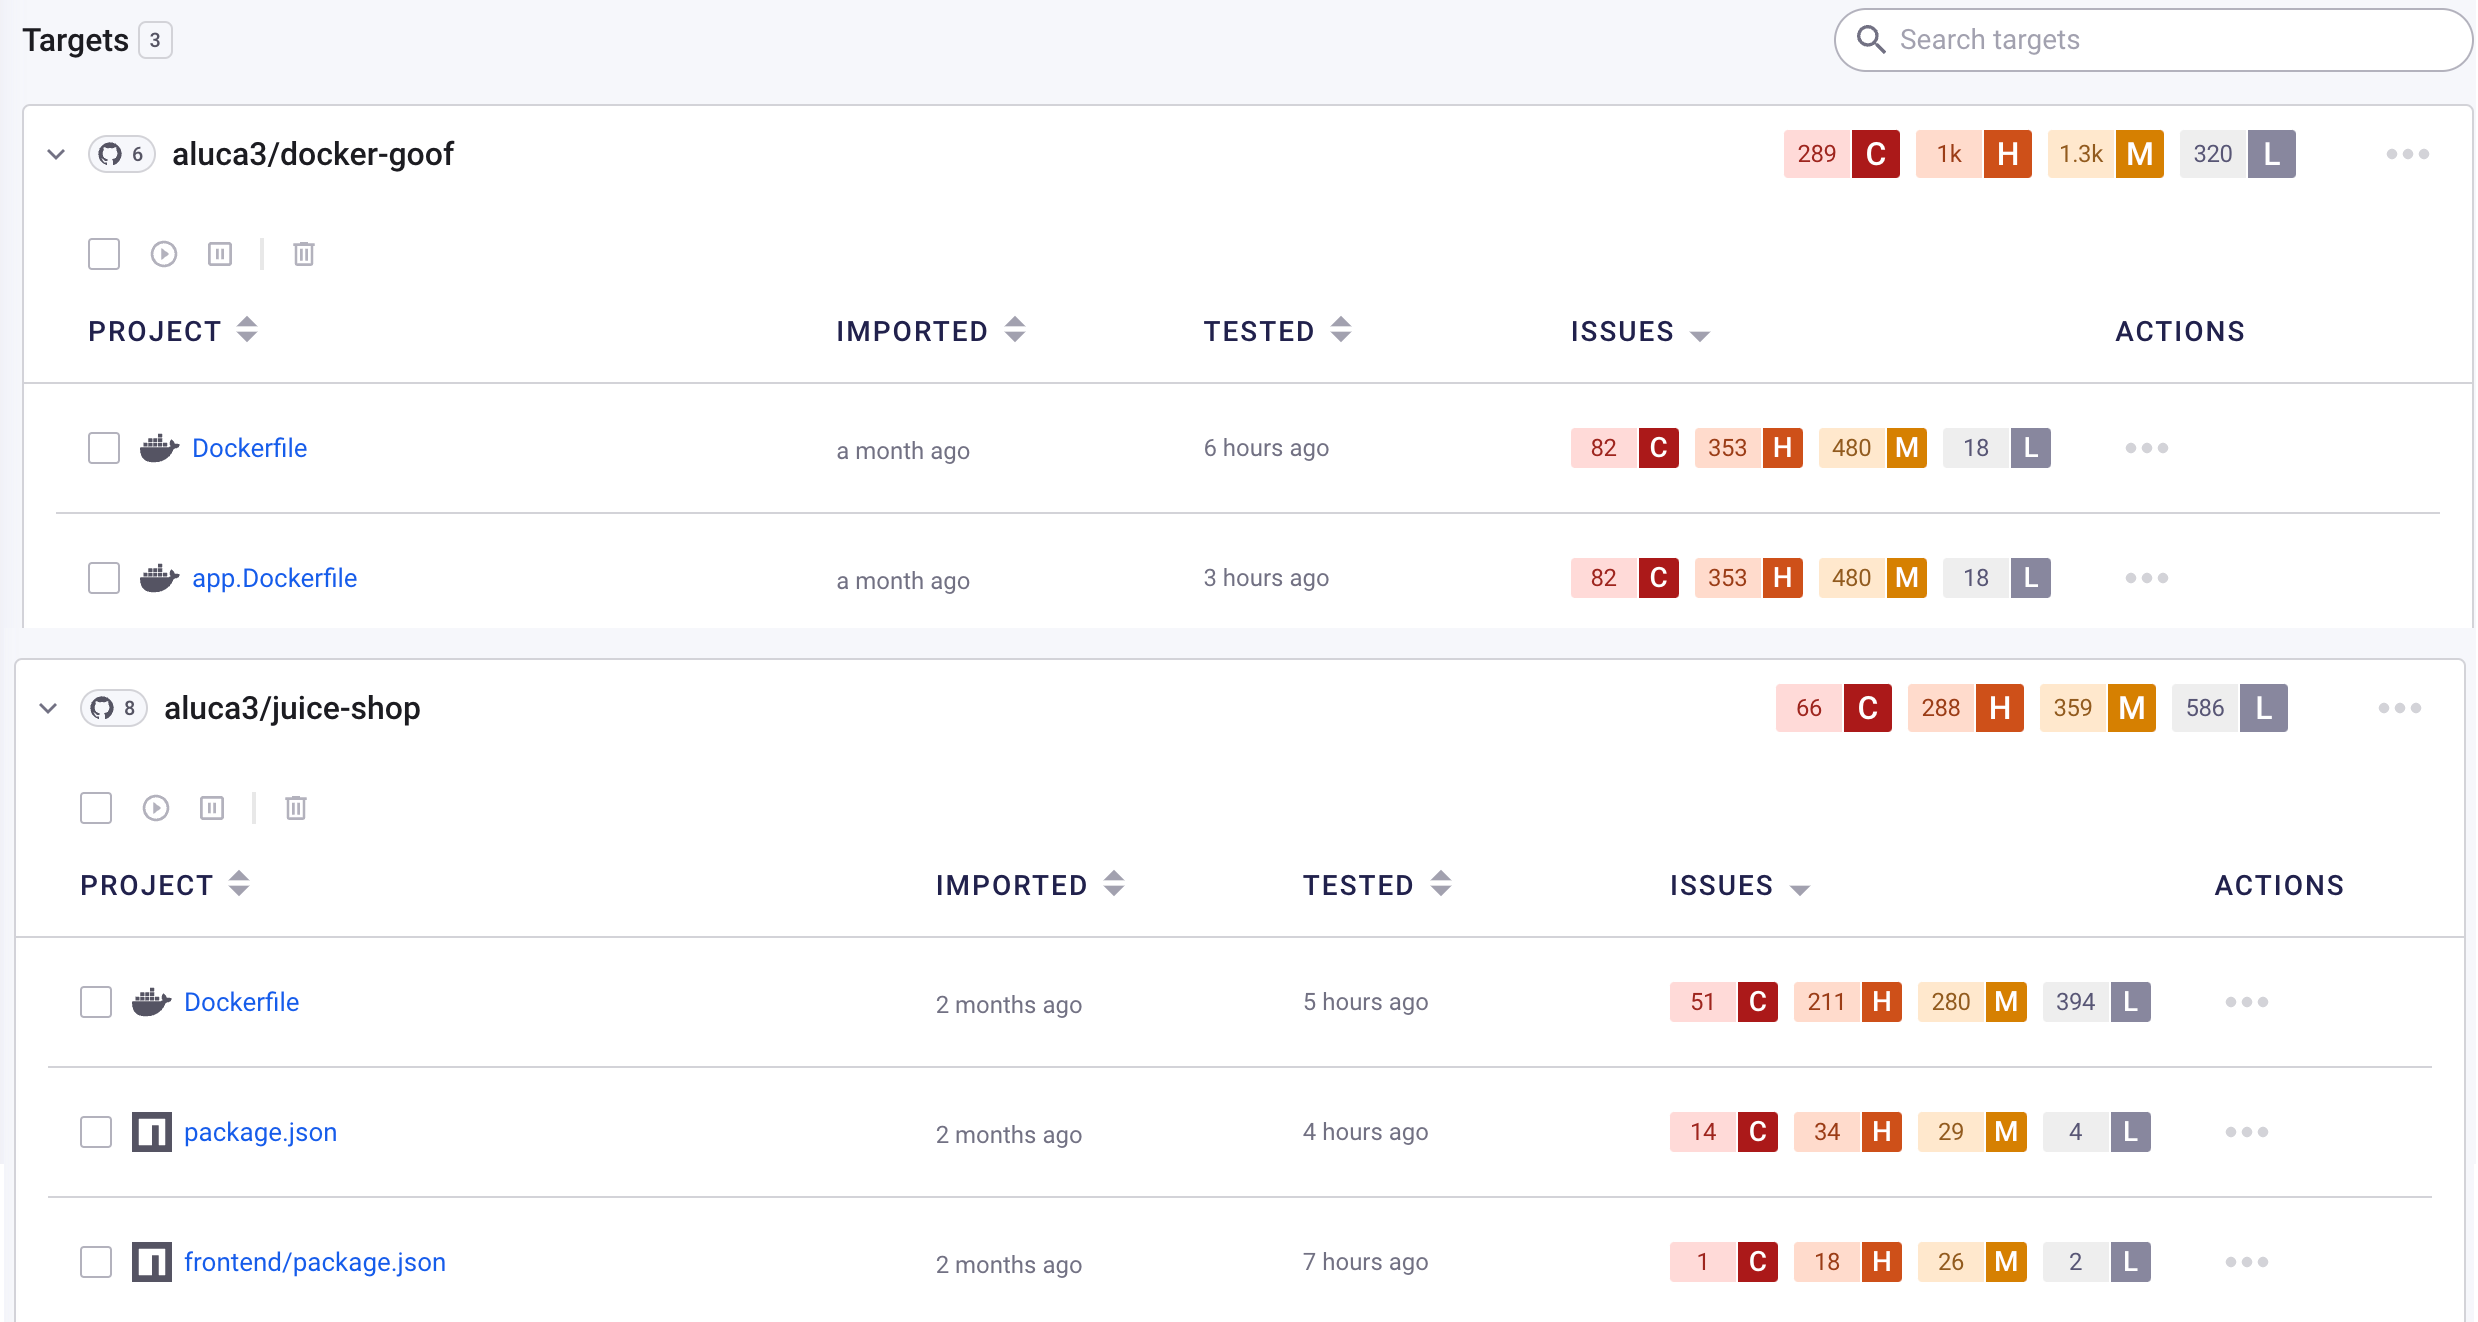 Targets 3 Search targets
6 aluca3/docker-goof 289 C 1k H 1.3k M 320 L
PROJECT IMPORTED TESTED ISSUES ACTIONS
Dockerfile a month ago 6 hours ago 82 C 353 H 480 M 18 L
app.Dockerfile a month ago 3 hours ago 82 C 353 H 480 M 18 L
8 aluca3/juice-shop 66 C 288 H 359 M 586 L
PROJECT IMPORTED TESTED ISSUES ACTIONS
Dockerfile 2 months ago 5 hours ago 51 C 211 H 280 M 394 L
package.json 2 months ago 4 hours ago 14 C 34 H 29 M 4 L
frontend/package.json 2 months ago 7 hours ago 1 C 18 H 26 M 2 L